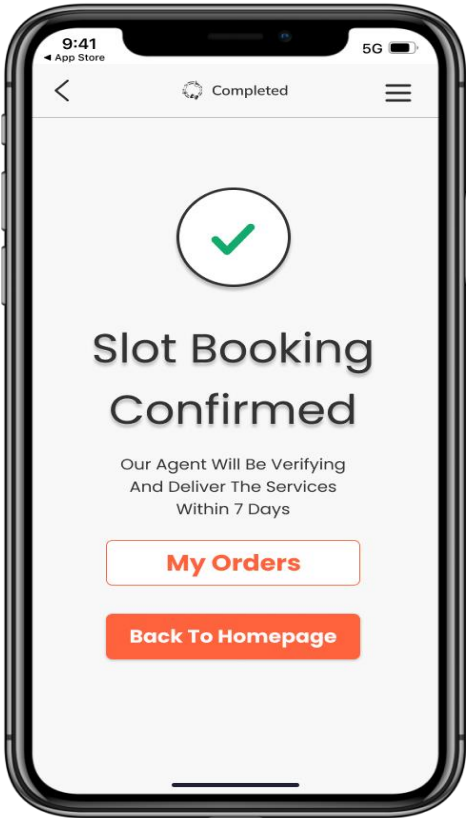 9:41
5G
◀ App Store
Completed
Slot Booking
Confirmed
Our Agent Will Be Verifying
And Deliver The Services
Within 7 Days
My Orders
Back To Homepage